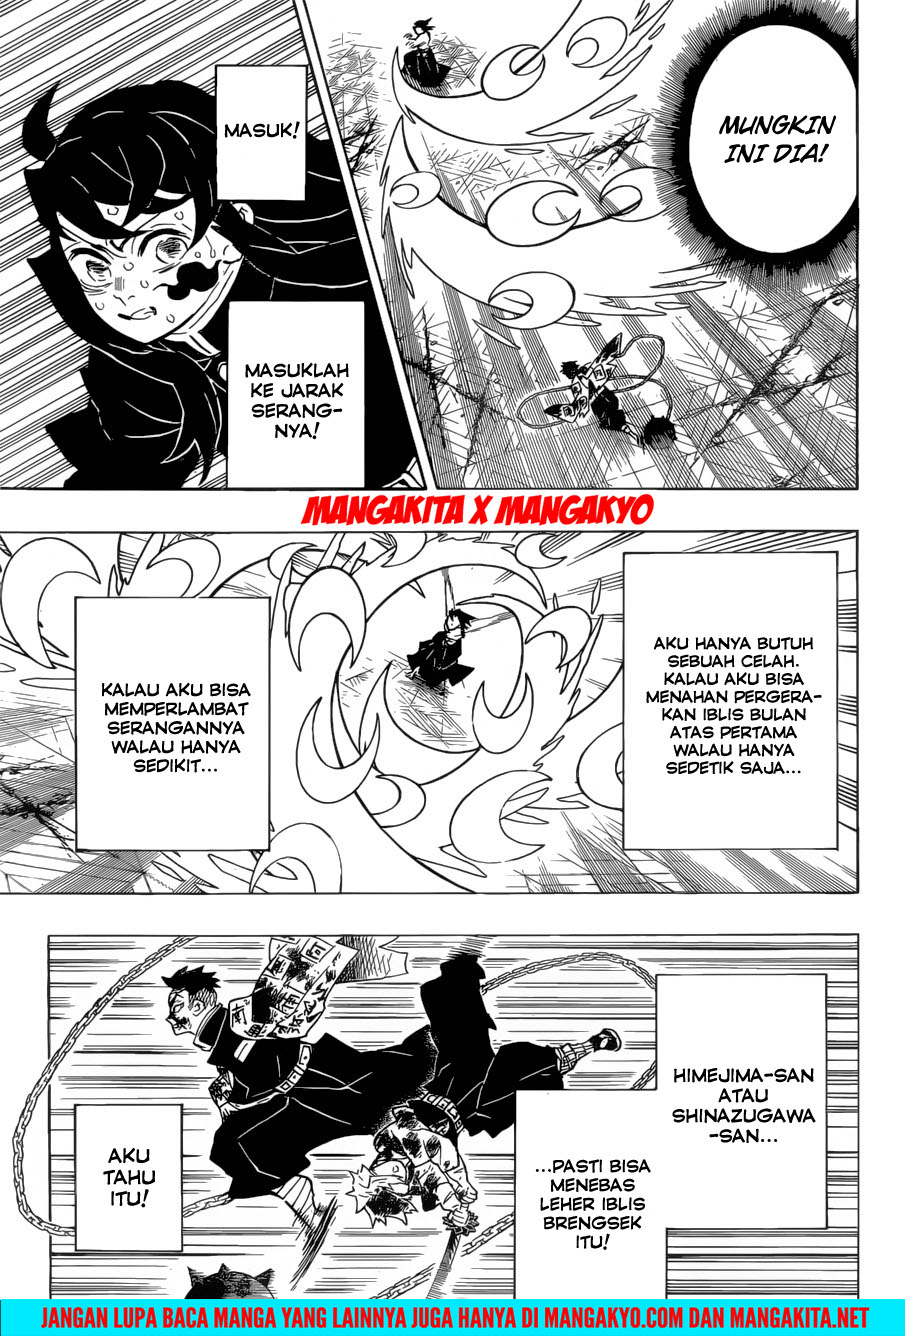 MUNGKIN
INI DIA!
MASUK!
MASUKLAH
KE JARAK
SERANG-
NYA!
MANGAKITA X MANGAKYO
AKU HANYA BUTUH
SEBUAH CELAH.
KALAU AKU BISA
MENAHAN PERGERA-
KAN IBLIS BULAN
ATAS PERTAMA
WALAU HANYA
SEDETIK SAJA...
KALAU AKU BISA
MEMPERLAMBAT
SERANGANNYA
WALAU HANYA
SEDIKIT...
HIMEJIMA-SAN
ATAU
SHINAZUGAWA
-SAN...
...PASTI BISA
MENEBAS
LEHER IBLIS
BRENGSEK
ITU!
AKU
TAHU
ITU!
JANGAN LUPA BACA MANGA YANG LAINNYA JUGA HANYA DI MANGAKYO.COM DAN MANGAKITA.NET